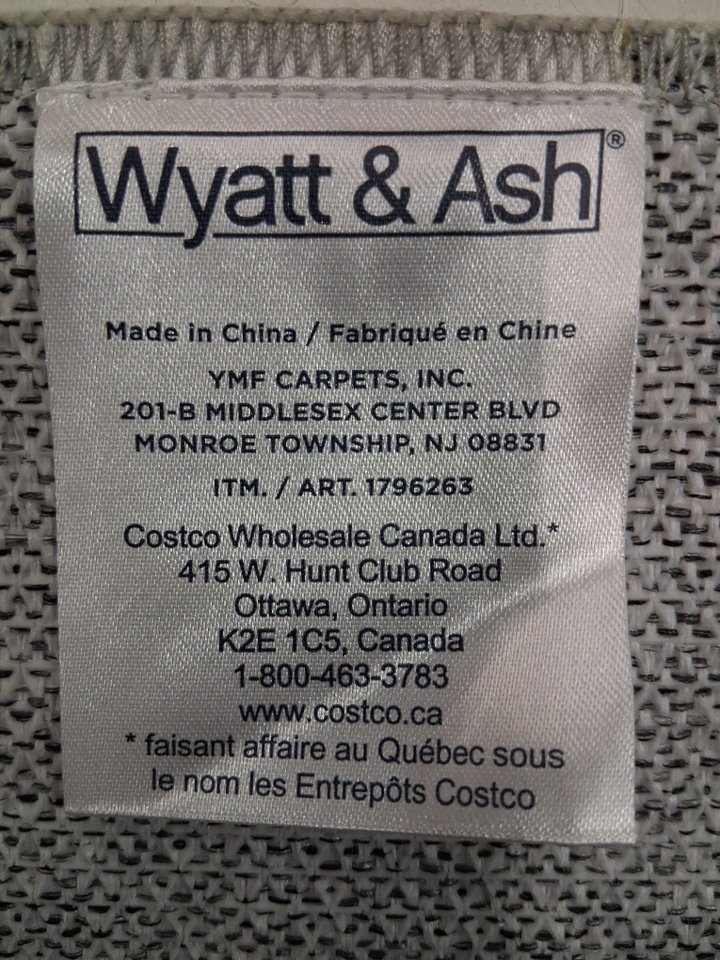 Wyatt & Ash®
Made in China / Fabriqué en Chine
YMF CARPETS, INC.
201-B MIDDLESEX CENTER BLVD
MONROE TOWNSHIP, NJ 08831
ITM. / ART. 1796263
Costco Wholesale Canada Ltd.*
415 W. Hunt Club Road
Ottawa, Ontario
K2E 1C5, Canada
1-800-463-3783
www.costco.ca
* faisant affaire au Québec sous
le nom les Entrepôts Costco